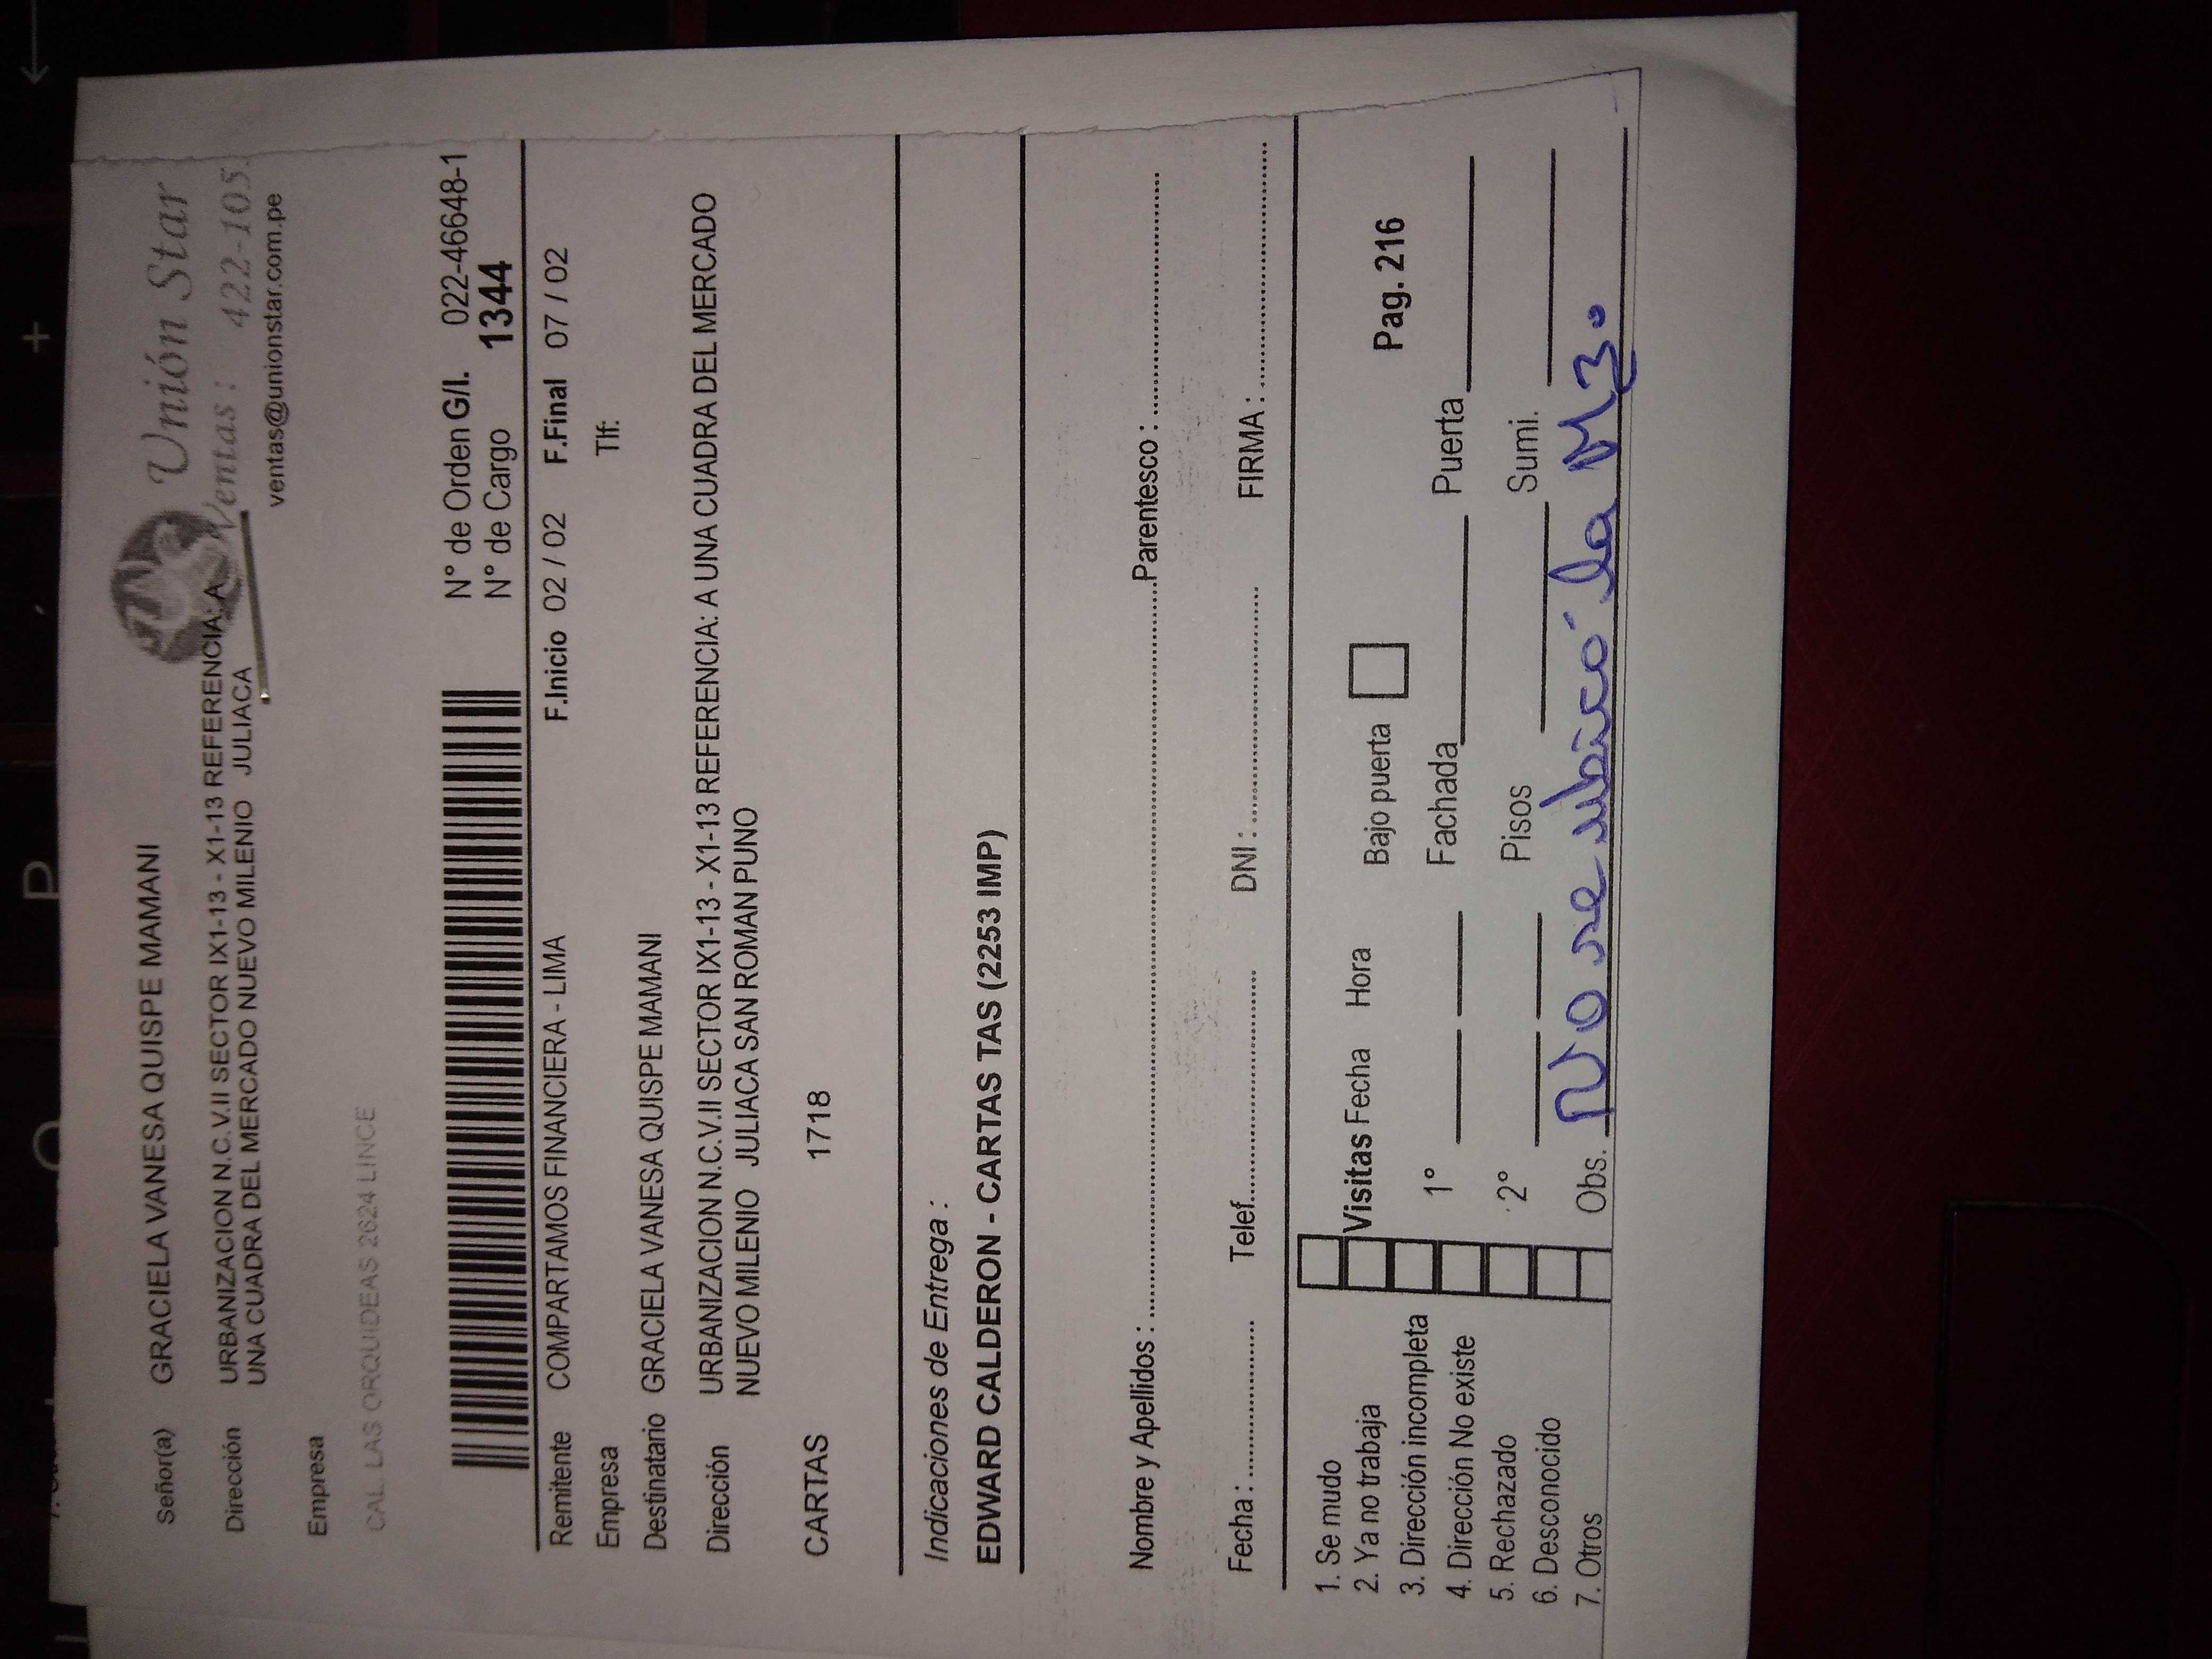 Unión Star
Ventas : 422-105
ventas@unionstar.com.pe
Señor(a) GRACIELA VANESA QUISPE MAMANI
Dirección URBANIZACION N.C.V.II SECTOR IX1-13 - X1-13 REFERENCIA: A
UNA CUADRA DEL MERCADO NUEVO MILENIO JULIACA
Empresa
CAL. LAS ORQUIDEAS 2624 LINCE
N° de Orden G/I. 022-46648-1
N° de Cargo 1344
Remitente COMPARTAMOS FINANCIERA - LIMA F.Inicio 02 / 02 F.Final 07 / 02
Empresa Tlf:
Destinatario GRACIELA VANESA QUISPE MAMANI
Dirección URBANIZACION N.C.V.II SECTOR IX1-13 - X1-13 REFERENCIA: A UNA CUADRA DEL MERCADO
NUEVO MILENIO JULIACA SAN ROMAN PUNO
CARTAS 1718
Indicaciones de Entrega :
EDWARD CALDERON - CARTAS TAS (2253 IMP)
Nombre y Apellidos : Parentesco :
Fecha : Telef. DNI : FIRMA :
1. Se mudo
2. Ya no trabaja
3. Dirección incompleta
4. Dirección No existe
5. Rechazado
6. Desconocido
7. Otros
Visitas Fecha Hora Bajo puerta Pag. 216
1° Fachada Puerta
2° Pisos Sumi.
Obs. No se ubicó la Mz.